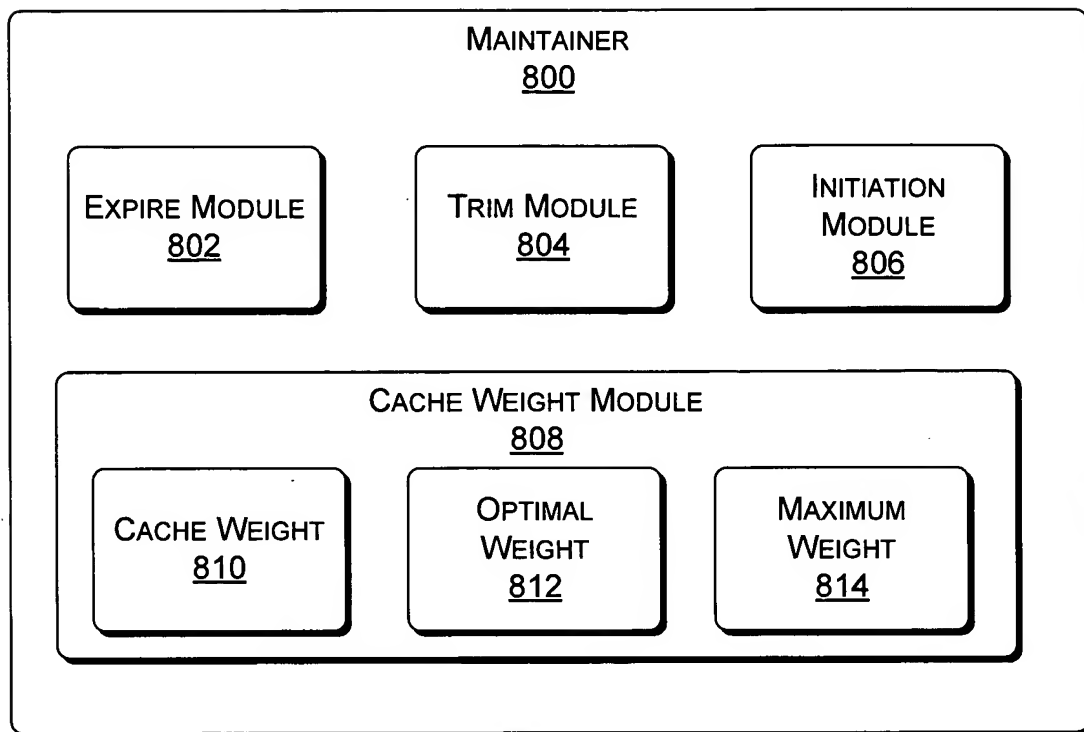 MAINTAINER
800
EXPIRE MODULE
802
TRIM MODULE
804
INITIATION
MODULE
806
CACHE WEIGHT MODULE
808
CACHE WEIGHT
810
OPTIMAL
WEIGHT
812
MAXIMUM
WEIGHT
814